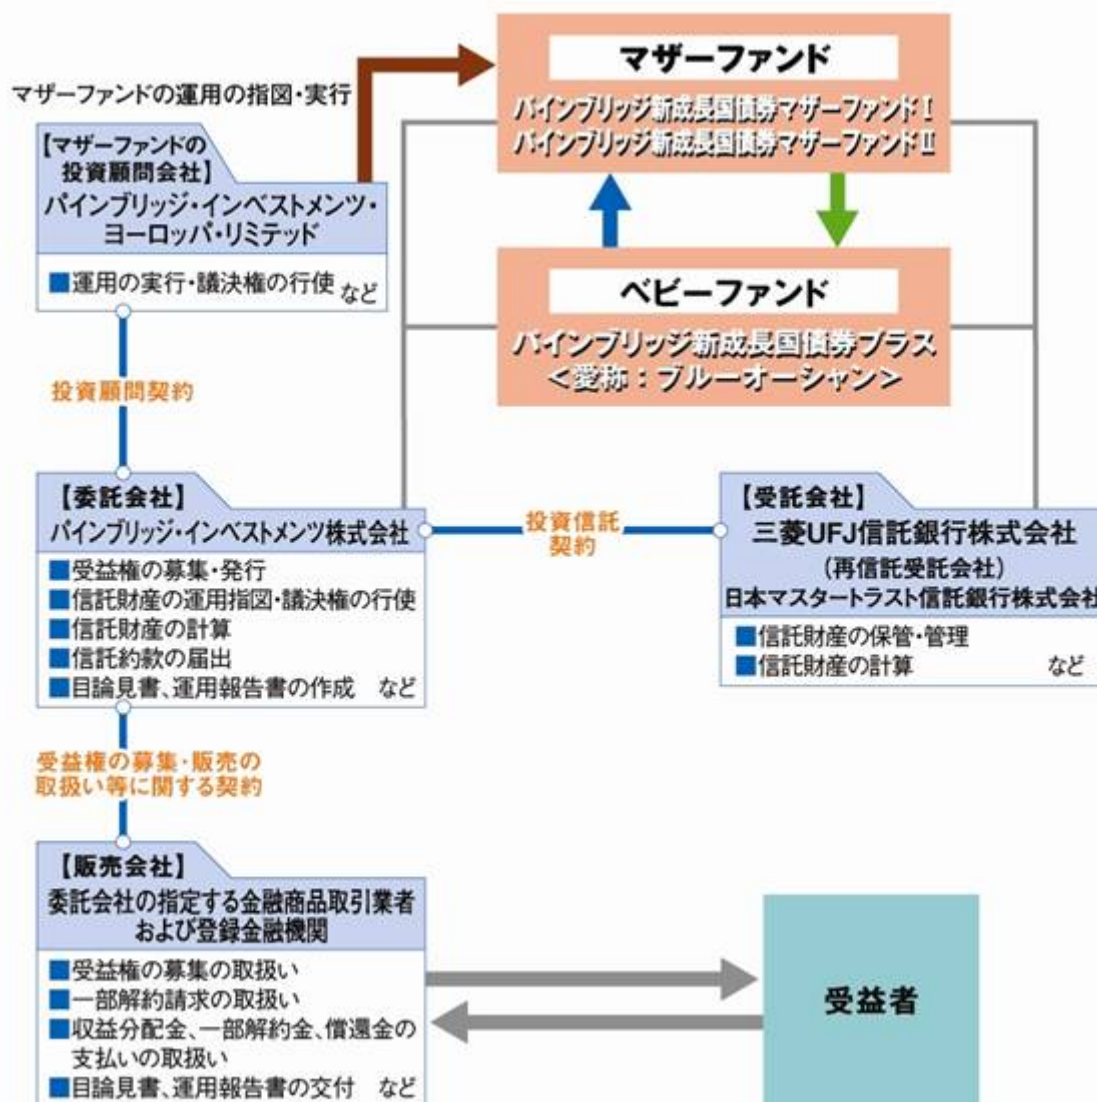 マザーファンド
パインブリッジ新成長国債券マザーファンドⅠ
パインブリッジ新成長国債券マザーファンドⅡ
マザーファンドの運用の指図・実行
【マザーファンドの
投資顧問会社】
パインブリッジ・インベストメンツ・
ヨーロッパ・リミテッド
■運用の実行・議決権の行使 など
ベビーファンド
パインブリッジ新成長国債券プラス
<愛称：ブルーオーシャン>
投資顧問契約
【委託会社】
パインブリッジ・インベストメンツ株式会社
■受益権の募集・発行
■信託財産の運用指図・議決権の行使
■信託財産の計算
■信託約款の届出
■目論見書、運用報告書の作成 など
投資信託
契約
【受託会社】
三菱UFJ信託銀行株式会社
(再信託受託会社)
日本マスタートラスト信託銀行株式会社
■信託財産の保管・管理
■信託財産の計算 など
受益権の募集・販売の
取扱い等に関する契約
【販売会社】
委託会社の指定する金融商品取引業者
および登録金融機関
■受益権の募集の取扱い
■一部解約請求の取扱い
■収益分配金、一部解約金、償還金の
支払いの取扱い
■目論見書、運用報告書の交付 など
受益者